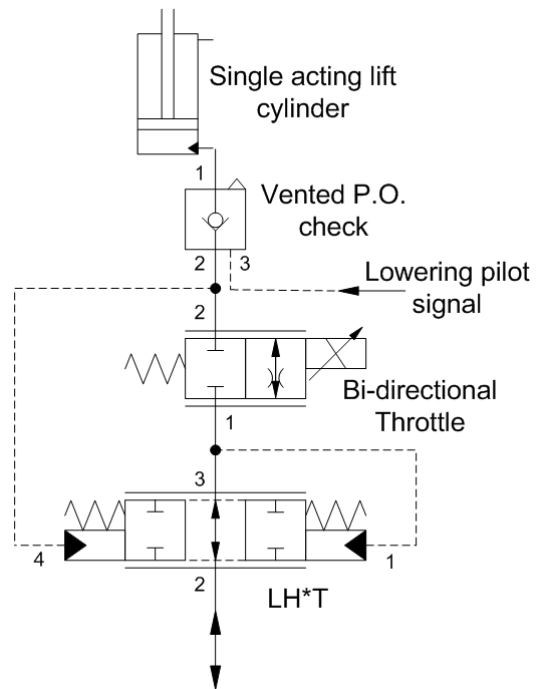 Single acting lift
cylinder
1
Vented P.O.
check
2
3
Lowering pilot
signal
2
Bi-directional
Throttle
1
3
4
1
2
LH*T